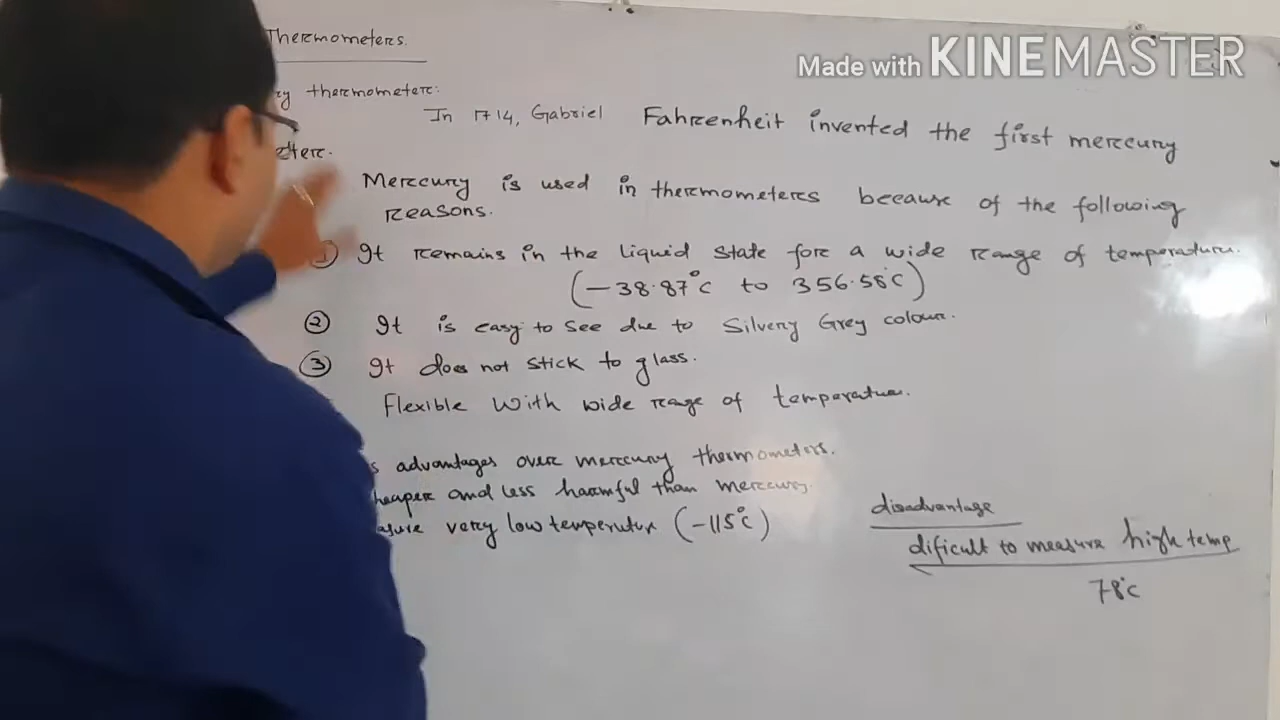 Thermometers.
Made with KINEMASTER
ry thermometer:
In 1714, Gabriel Fahrenheit invented the first mercury
eter.
Mercury is used in thermometers because of the following
reasons.
① It remains in the liquid state for a wide range of temperature.
(-38.87°C to 356.58°C)
② It is easy to see due to Silvery Grey colour.
③ It does not stick to glass.
Flexible With wide range of temperature.
s advantages over mercury thermometers.
heaper and less harmful than mercury.
asure very low temperatur (-115°C)
disadvantage
dificult to measure high temp
78°C